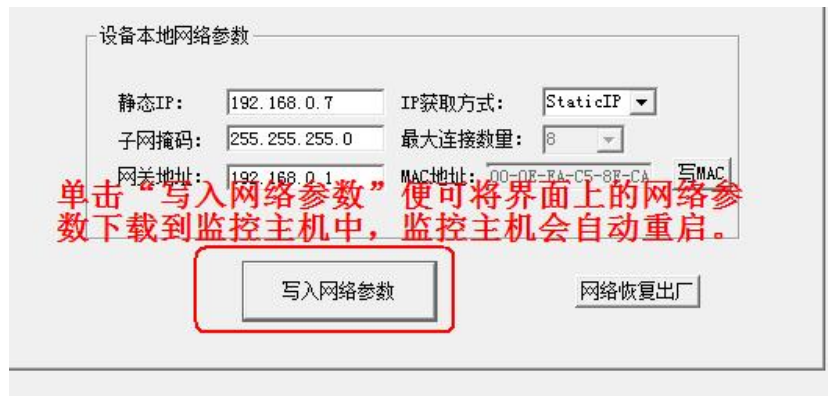 设备本地网络参数
静态IP: 192.168.0.7 IP获取方式: StaticIP
子网掩码: 255.255.255.0 最大连接数量: 8
网关地址: 192.168.0.1 MAC地址: 写MAC
单击“写入网络参数”便可将界面上的网络参
数下载到监控主机中，监控主机会自动重启。
写入网络参数 网络恢复出厂